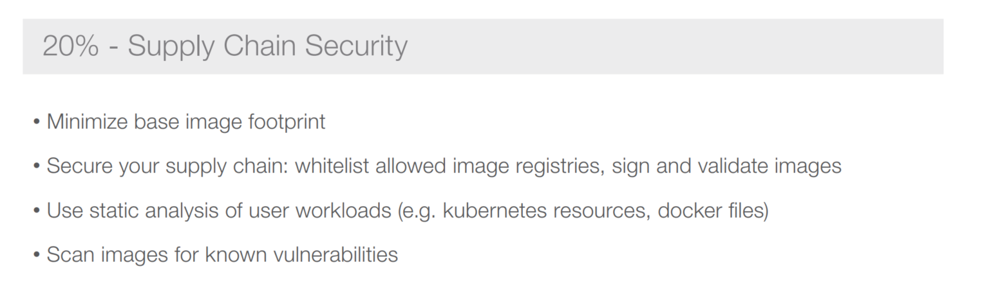 20% - Supply Chain Security
• Minimize base image footprint
• Secure your supply chain: whitelist allowed image registries, sign and validate images
• Use static analysis of user workloads (e.g. kubernetes resources, docker files)
• Scan images for known vulnerabilities